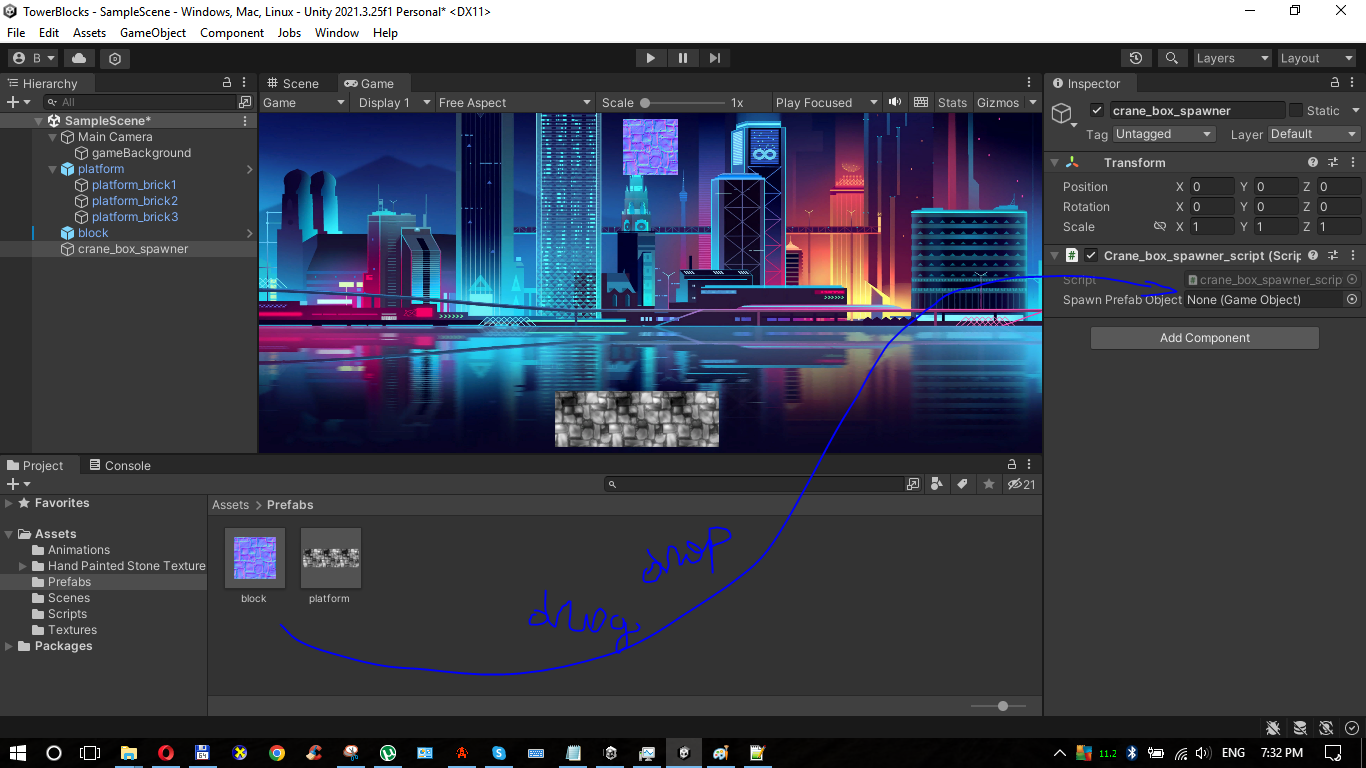 TowerBlocks - SampleScene - Windows, Mac, Linux - Unity 2021.3.25f1 Personal* <DX11>
File Edit Assets GameObject Component Jobs Window Help
B Layers Layout
Hierarchy
All
SampleScene*
Main Camera
gameBackground
platform
platform_brick1
platform_brick2
platform_brick3
block
crane_box_spawner
Scene Game
Game Display 1 Free Aspect Scale 1x Play Focused Stats Gizmos
Inspector
crane_box_spawner Static
Tag Untagged Layer Default
Transform
Position X 0 Y 0 Z 0
Rotation X 0 Y 0 Z 0
Scale X 1 Y 1 Z 1
# Crane_box_spawner_script (Scrip
Script crane_box_spawner_scrip
Spawn Prefab Object None (Game Object)
Add Component
Project Console
21
Favorites
Assets
Animations
Hand Painted Stone Texture
Prefabs
Scenes
Scripts
Textures
Packages
Assets > Prefabs
block platform
drag drop
64 11.2 ENG 7:32 PM